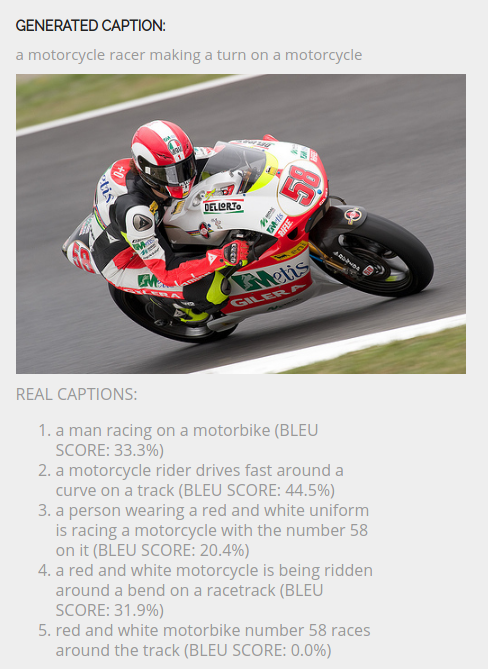 GENERATED CAPTION:
a motorcycle racer making a turn on a motorcycle
AGV
Metis
58
DELLORTO
Metis
GMetis
GILERA
REAL CAPTIONS:
1. a man racing on a motorbike (BLEU
SCORE: 33.3%)
2. a motorcycle rider drives fast around a
curve on a track (BLEU SCORE: 44.5%)
3. a person wearing a red and white uniform
is racing a motorcycle with the number 58
on it (BLEU SCORE: 20.4%)
4. a red and white motorcycle is being ridden
around a bend on a racetrack (BLEU
SCORE: 31.9%)
5. red and white motorbike number 58 races
around the track (BLEU SCORE: 0.0%)